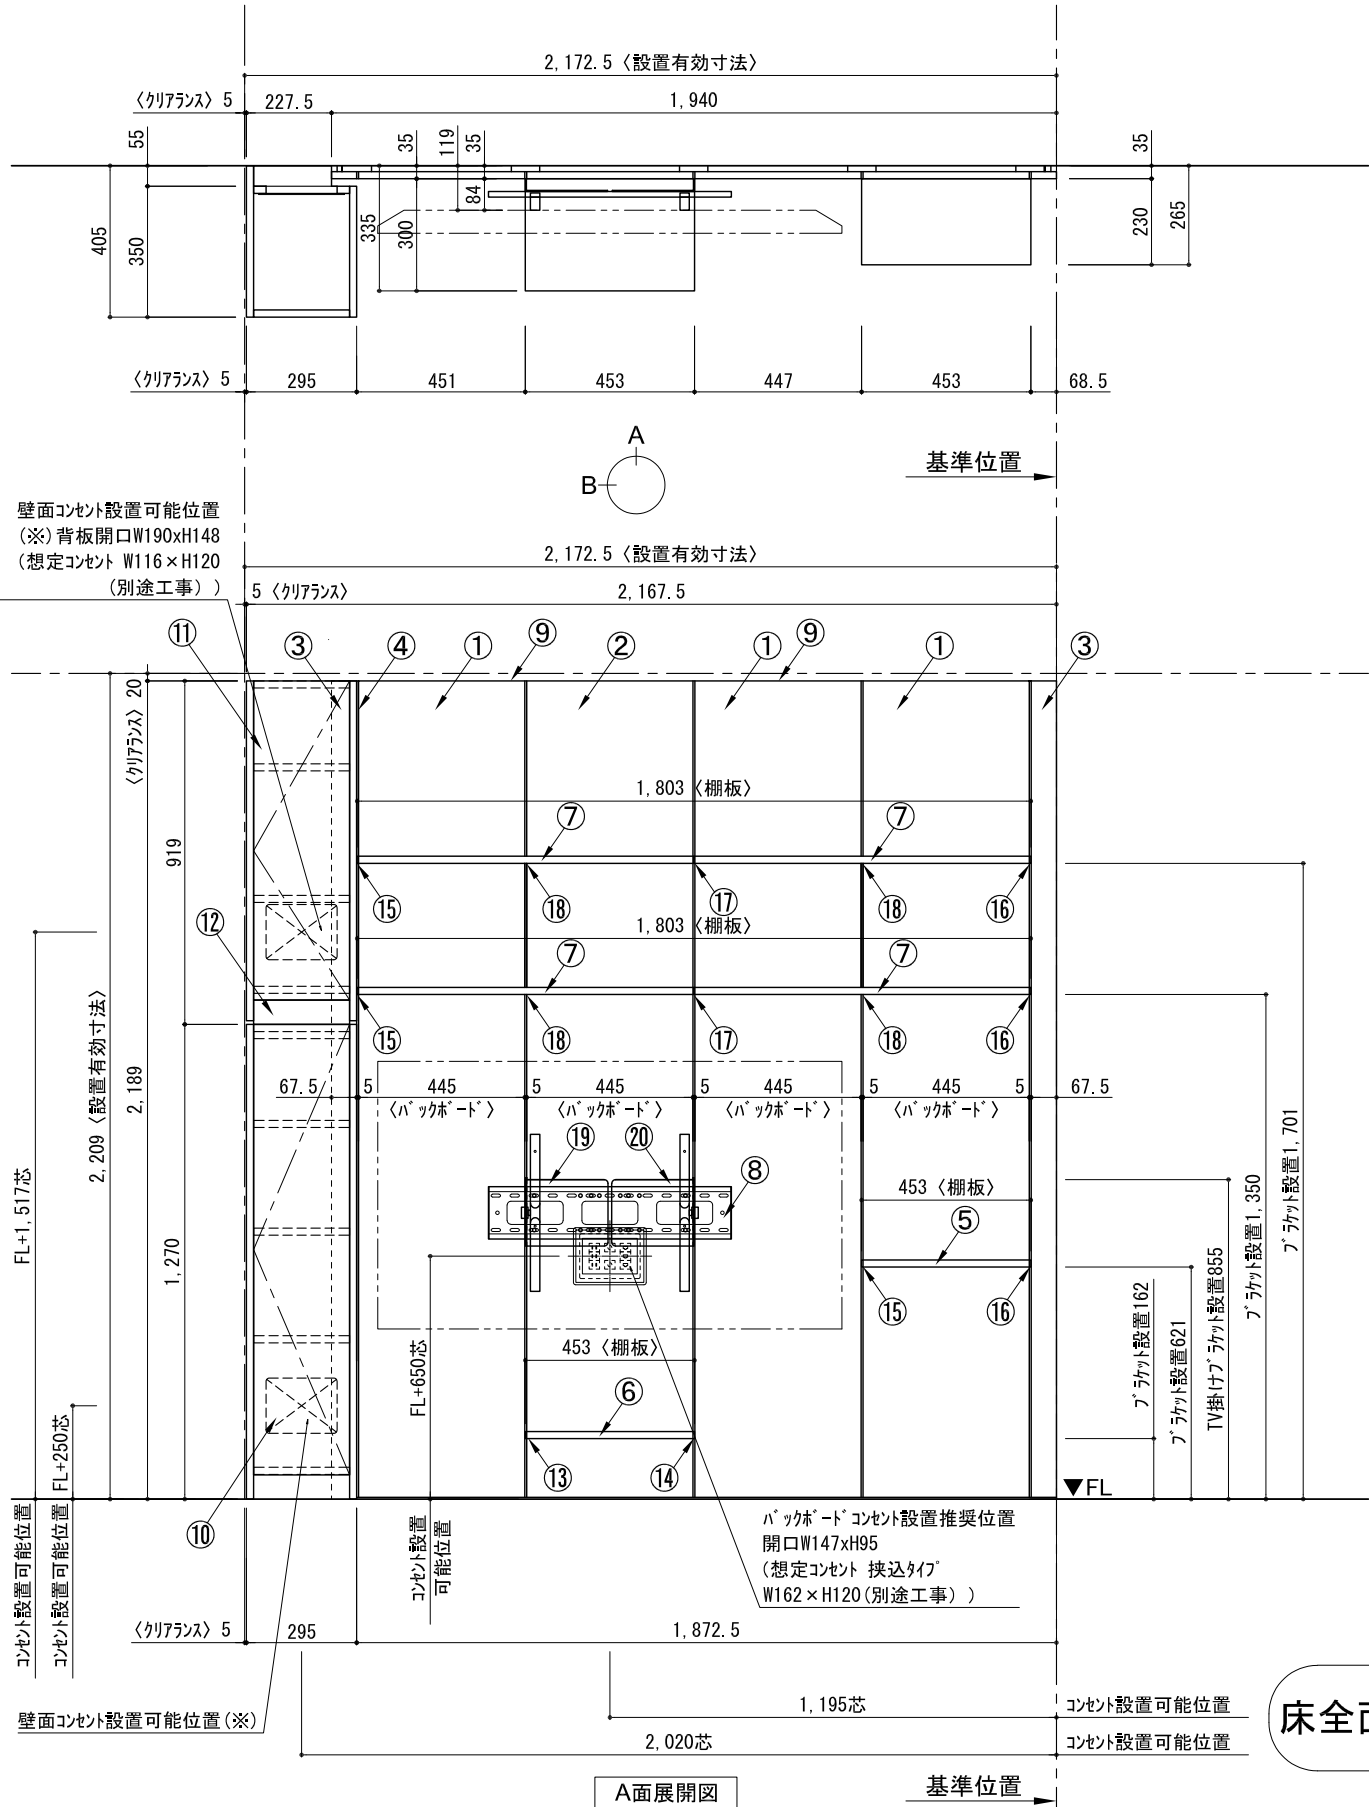 2,172.5〈設置有効寸法〉
〈クリアランス〉5
227.5
1,940
55
35
119
35
35
84
335
300
405
350
230
265
〈クリアランス〉5
295
451
453
447
453
68.5
A
B
基準位置
壁面コンセント設置可能位置
(※)背板開口W190xH148
(想定コンセント W116×H120
(別途工事))
2,172.5〈設置有効寸法〉
5〈クリアランス〉
2,167.5
⑪
③
④
①
⑨
②
①
⑨
①
③
〈クリアランス〉20
1,803〈棚板〉
⑦
⑦
919
⑮
⑱
⑰
⑱
⑯
⑫
1,803〈棚板〉
⑦
⑦
⑮
⑱
⑰
⑱
⑯
2,209〈設置有効寸法〉
2,189
67.5
5
445
5
445
5
445
5
445
5
67.5
〈バックボード〉
〈バックボード〉
〈バックボード〉
〈バックボード〉
⑲
⑳
⑧
453〈棚板〉
⑤
FL+1,517芯
1,270
⑮
⑯
ブラケット設置1,701
ブラケット設置1,350
TV掛けブラケット設置855
ブラケット設置621
ブラケット設置162
FL+650芯
453〈棚板〉
⑥
FL+250芯
⑬
⑭
▼FL
⑩
コンセント設置可能位置
コンセント設置可能位置
コンセント設置
可能位置
バックボードコンセント設置推奨位置
開口W147xH95
(想定コンセント 挟込タイプ
W162×H120(別途工事))
〈クリアランス〉5
295
1,872.5
壁面コンセント設置可能位置(※)
1,195芯
コンセント設置可能位置
2,020芯
コンセント設置可能位置
床全
A面展開図
基準位置